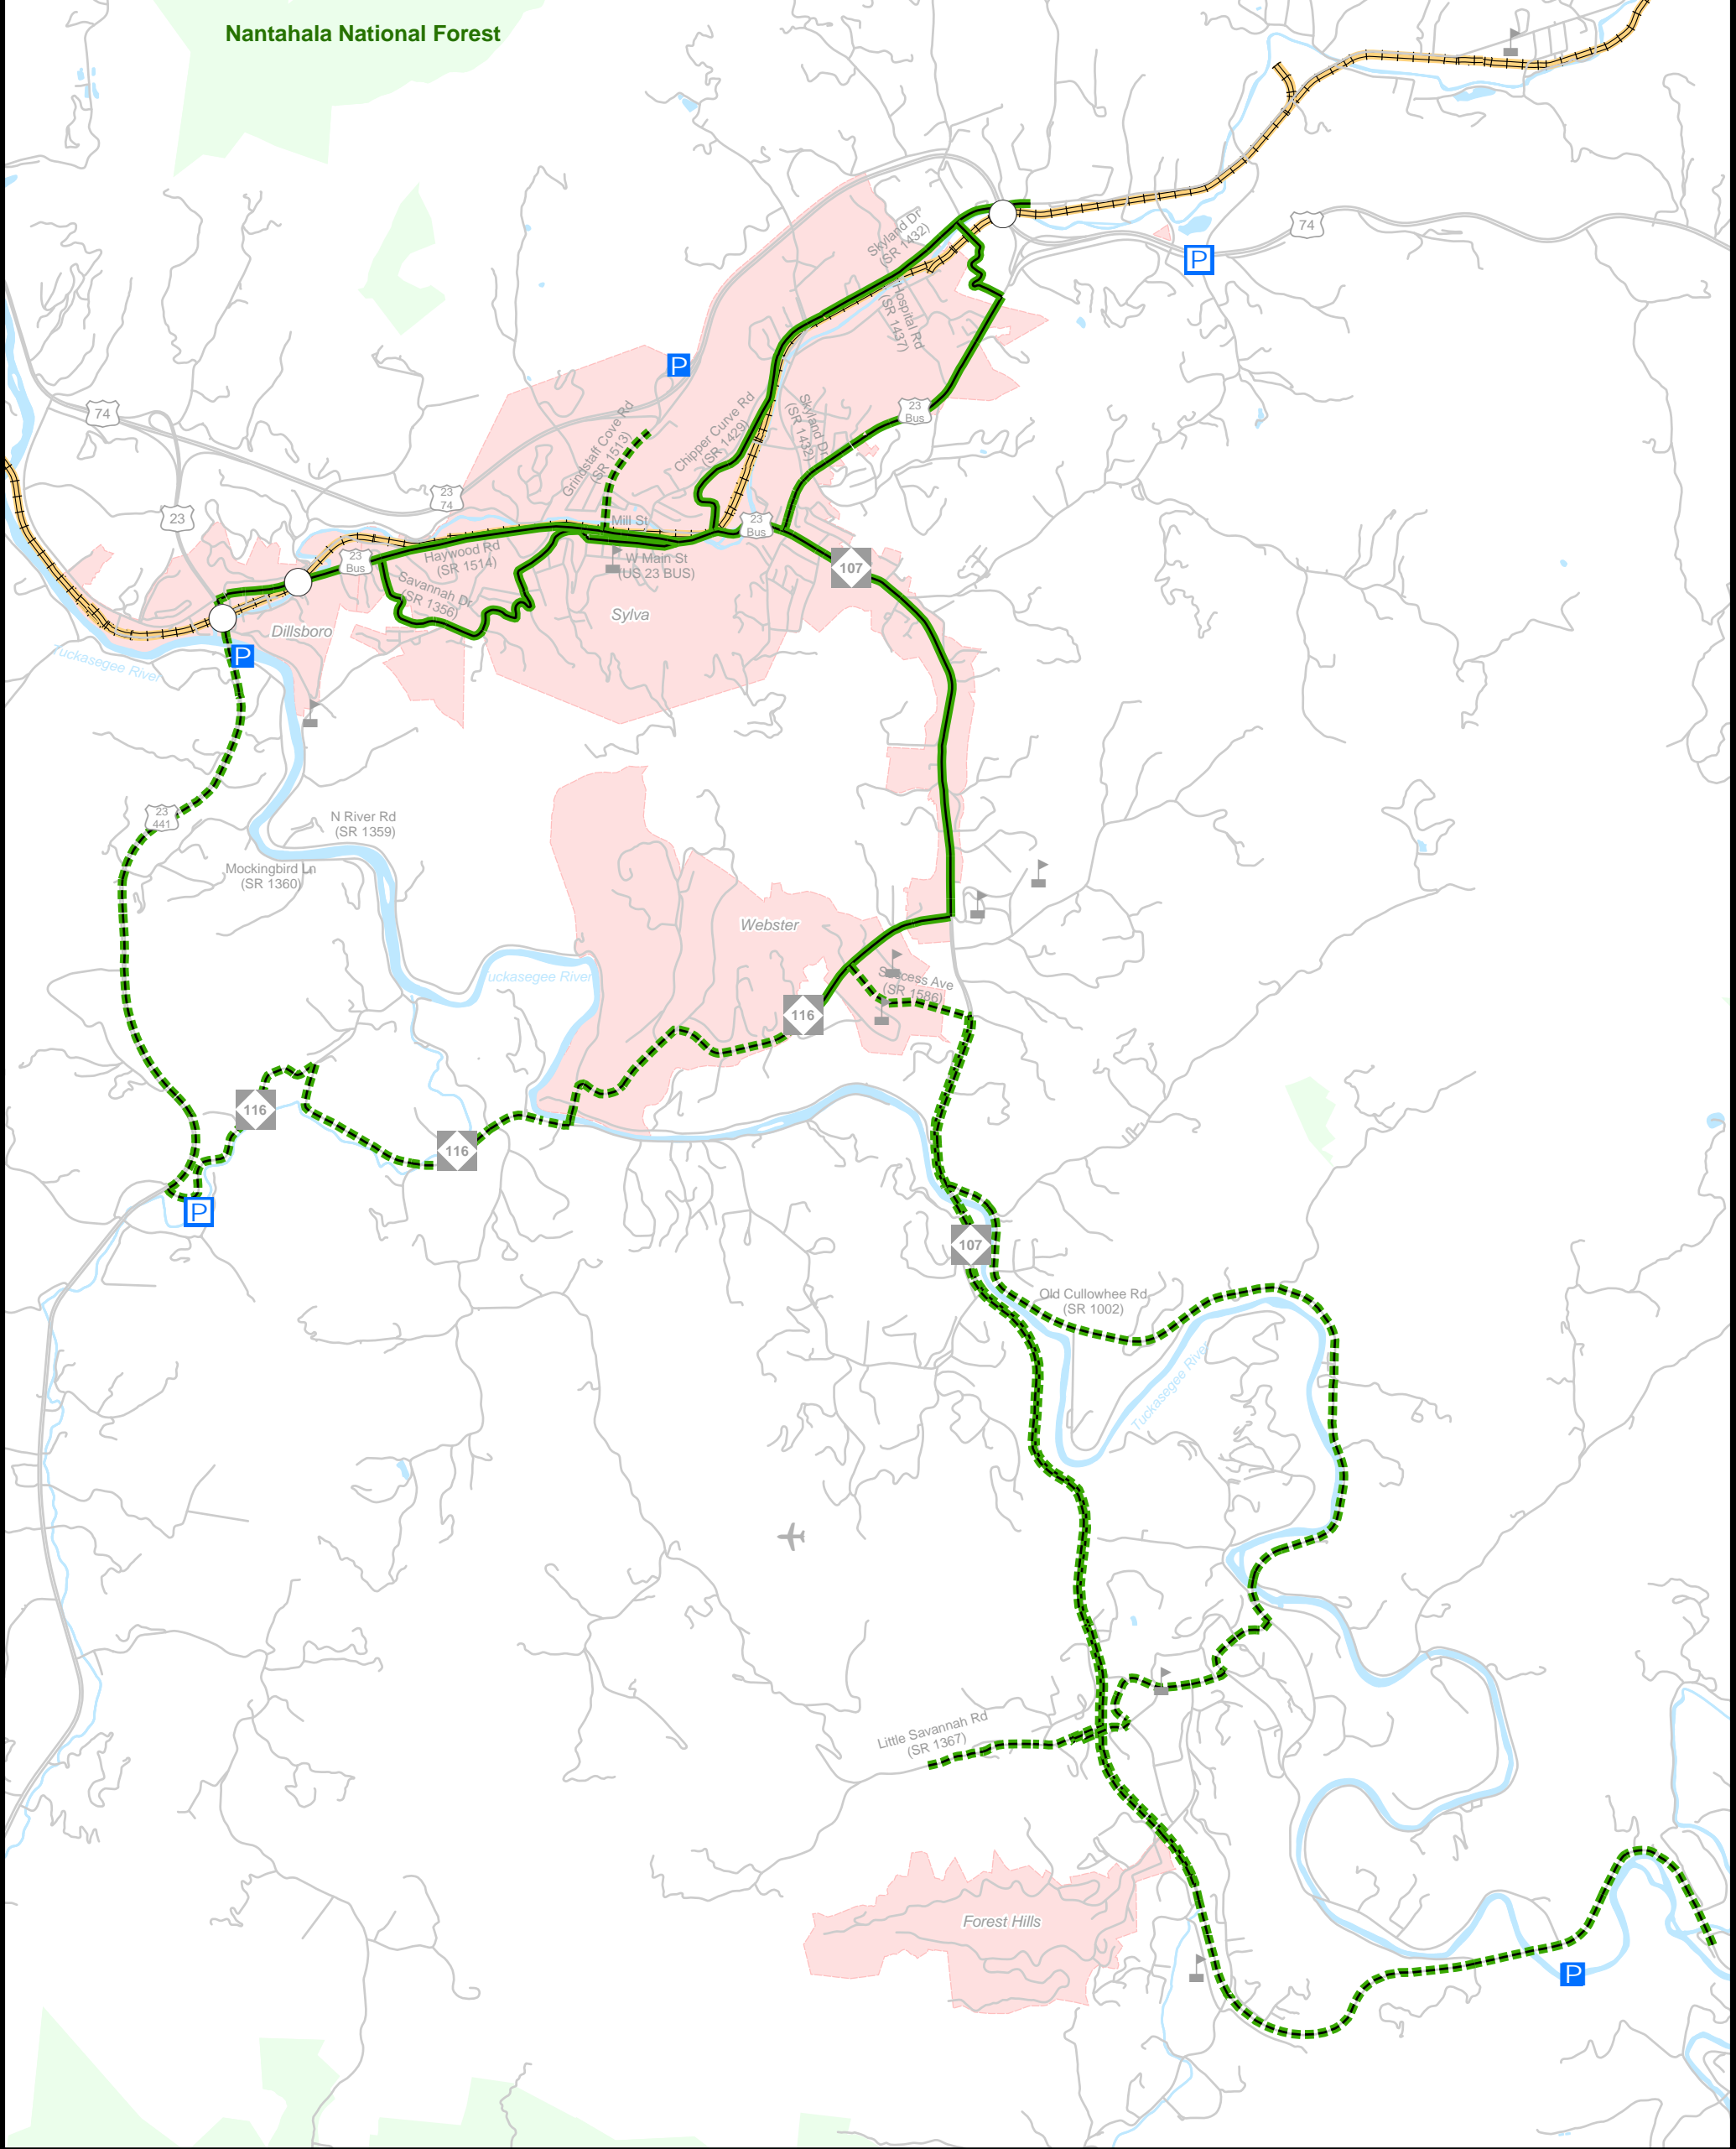 Nantahala National Forest
Skyland Dr
(SR 1432)
74
P
Hospital Rd
(SR 1437)
P
74
23
Bus
Chipper Curve Rd
(SR 1429)
Skyland Dr
(SR 1432)
Grindstaff Cove Rd
(SR 1513)
23
74
23
Mill St
23
Bus
Haywood Rd
(SR 1514)
W Main St
(US 23 BUS)
107
23
Bus
Savannah Dr
(SR 1356)
Sylva
Dillsboro
P
Tuckasegee River
23
441
N River Rd
(SR 1359)
Mockingbird Ln
(SR 1360)
Webster
Tuckasegee River
(SR 1586)
116
116
116
P
107
Old Cullowhee Rd
(SR 1002)
Tuckasegee River
Little Savannah Rd
(SR 1367)
Forest Hills
P